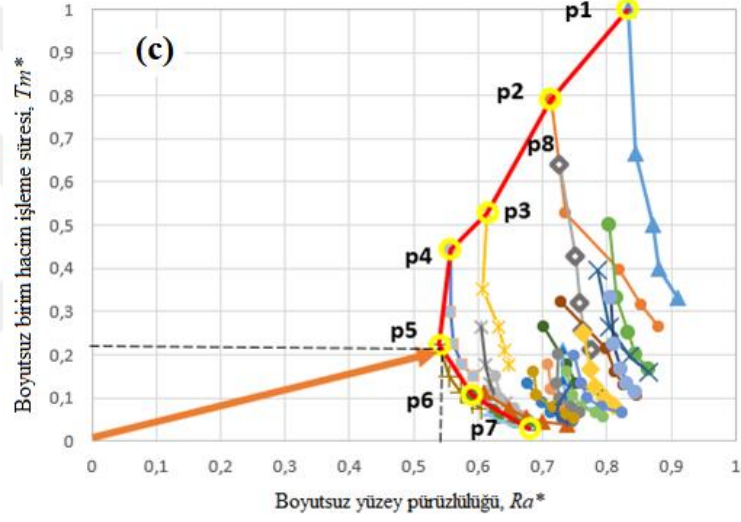 (c)
Boyutsuz birim hacim işleme süresi, Tm*
1
0,9
0,8
0,7
0,6
0,5
0,4
0,3
0,2
0,1
0
p1
p2
p8
p3
p4
p5
p6
p7
0 0,1 0,2 0,3 0,4 0,5 0,6 0,7 0,8 0,9 1
Boyutsuz yüzey pürüzlülüğü, Ra*